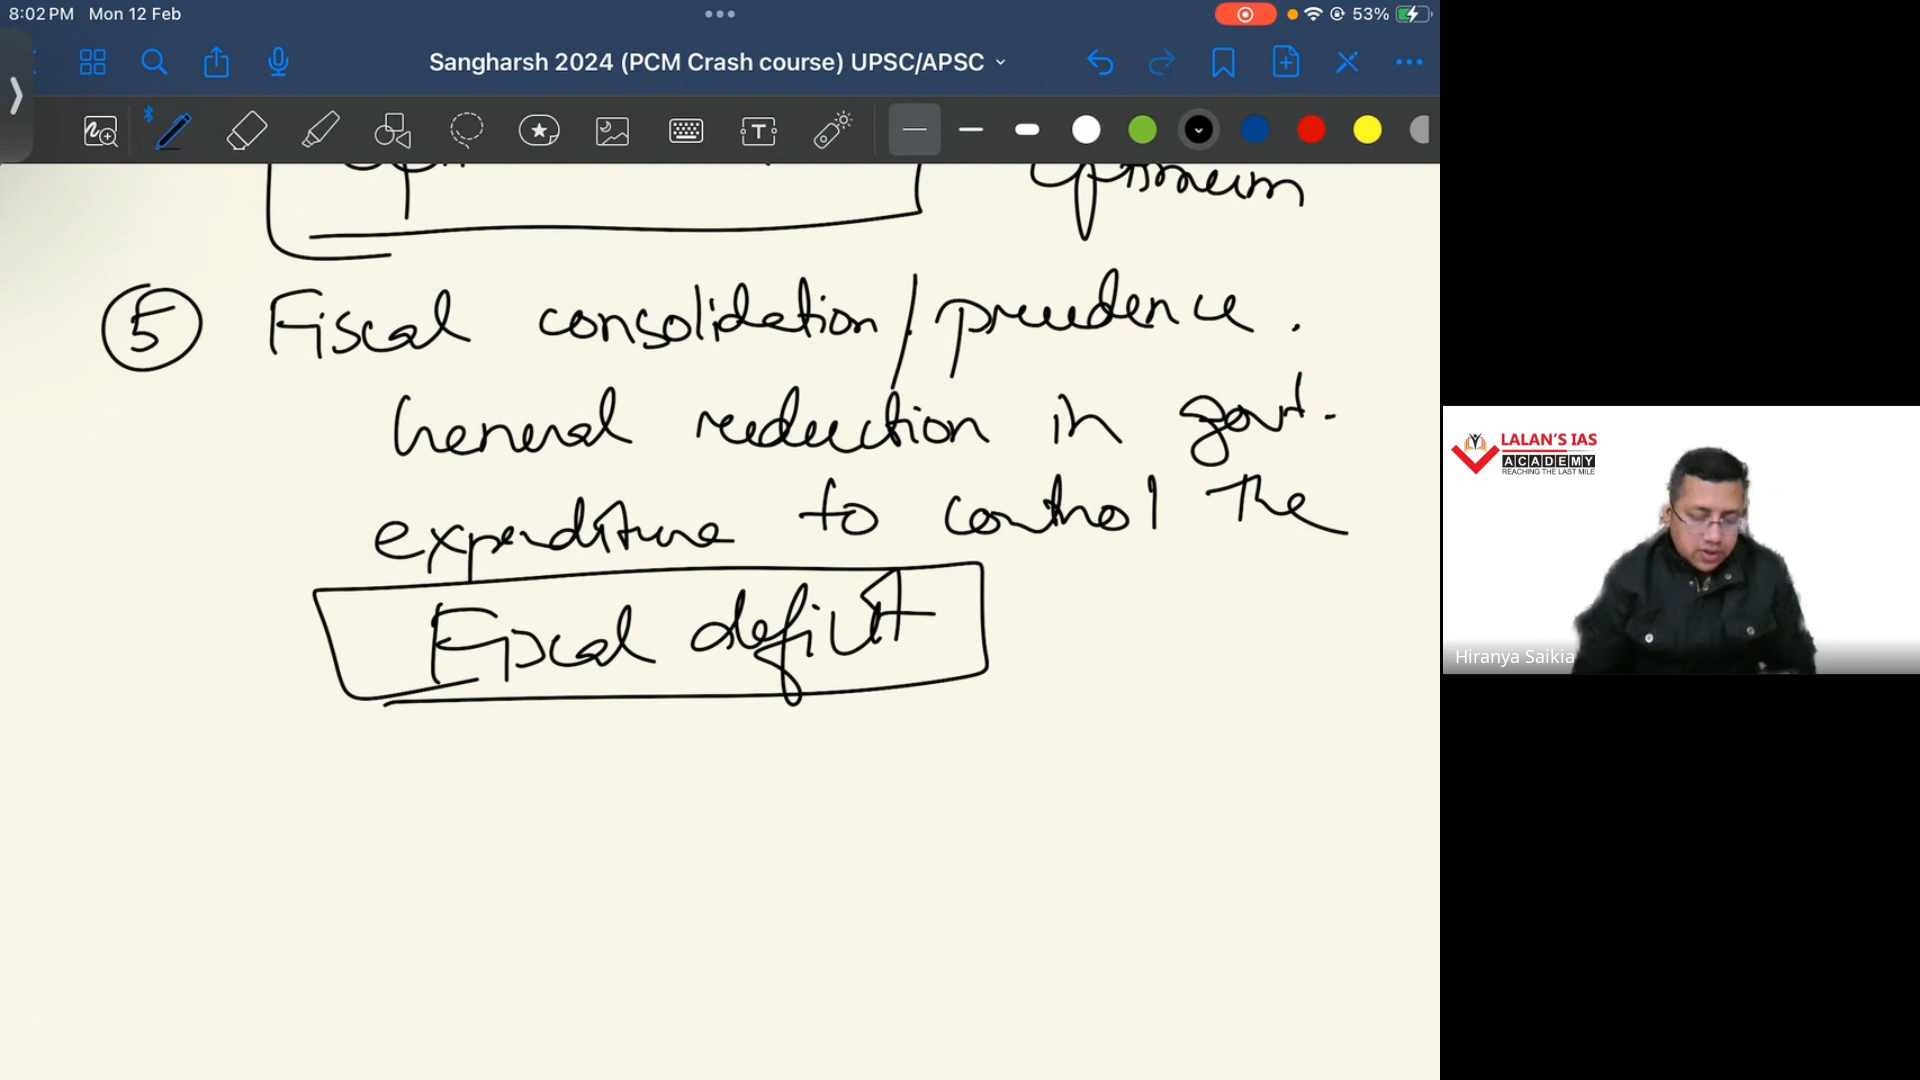 8:02 PM Mon 12 Feb
53%
Sangharsh 2024 (PCM Crash course) UPSC/APSC
T
optimum
5 Fiscal consolidation/prudence.
General reduction in govt.
expenditure to control the
Fiscal deficit
LALAN'S IAS
ACADEMY
REACHING THE LAST MILE
Hiranya Saikia